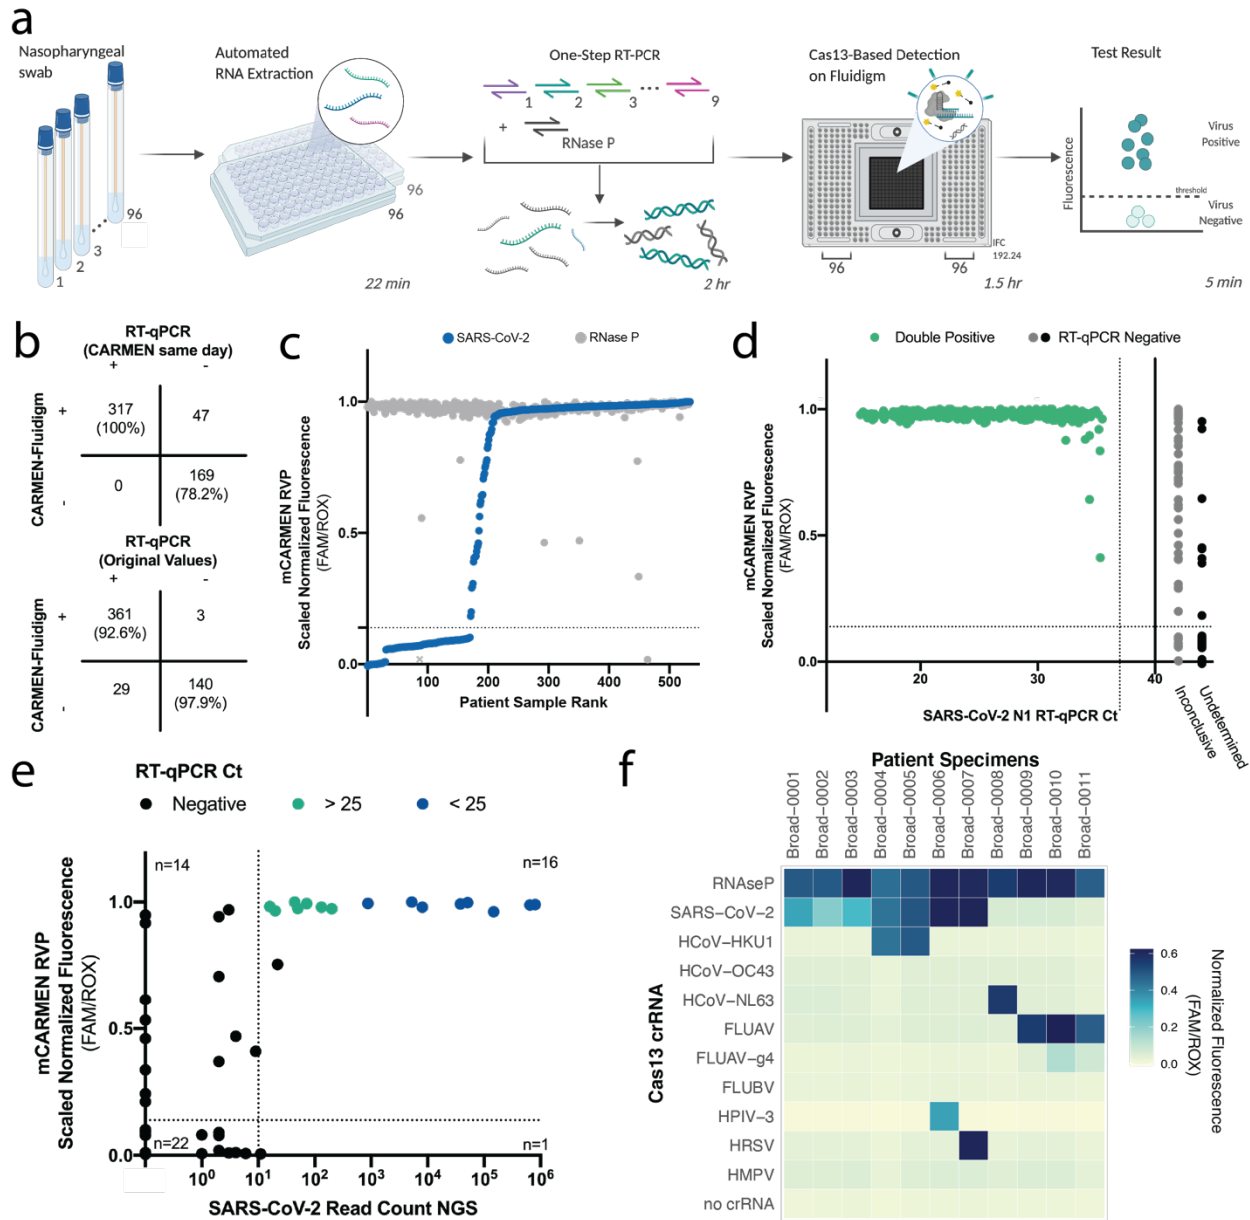 a
Nasopharyngeal
swab
Automated
RNA Extraction
One-Step RT-PCR
Cas13-Based Detection
on Fluidigm
Test Result
1
2
3
96
96
96
22 min
1
2
3
9
+
RNase P
2 hr
96
96
IFC
192.24
1.5 hr
Fluorescence
threshold
Virus
Positive
Virus
Negative
5 min
b
RT-qPCR
(CARMEN same day)
+
-
CARMEN-Fluidigm
+
317
(100%)
47
-
0
169
(78.2%)
RT-qPCR
(Original Values)
+
-
CARMEN-Fluidigm
+
361
(92.6%)
3
-
29
140
(97.9%)
c
SARS-CoV-2
RNase P
mCARMEN RVP
Scaled Normalized Fluorescence
(FAM/ROX)
1.0
0.5
0.0
100
200
300
400
500
Patient Sample Rank
d
Double Positive
RT-qPCR Negative
mCARMEN RVP
Scaled Normalized Fluorescence
(FAM/ROX)
1.0
0.5
0.0
20
30
40
SARS-CoV-2 N1 RT-qPCR Ct
Inconclusive
Undetermined
e
RT-qPCR Ct
Negative
> 25
< 25
mCARMEN RVP
Scaled Normalized Fluorescence
(FAM/ROX)
n=14
n=16
1.0
0.5
n=22
n=1
0.0
10⁰
10¹
10²
10³
10⁴
10⁵
10⁶
SARS-CoV-2 Read Count NGS
f
Patient Specimens
Broad-0001
Broad-0002
Broad-0003
Broad-0004
Broad-0005
Broad-0006
Broad-0007
Broad-0008
Broad-0009
Broad-0010
Broad-0011
Cas13 crRNA
RNAseP
SARS-CoV-2
HCoV-HKU1
HCoV-OC43
HCoV-NL63
FLUAV
FLUAV-g4
FLUBV
HPIV-3
HRSV
HMPV
no crRNA
0.6
0.4
0.2
0.0
Normalized Fluorescence
(FAM/ROX)